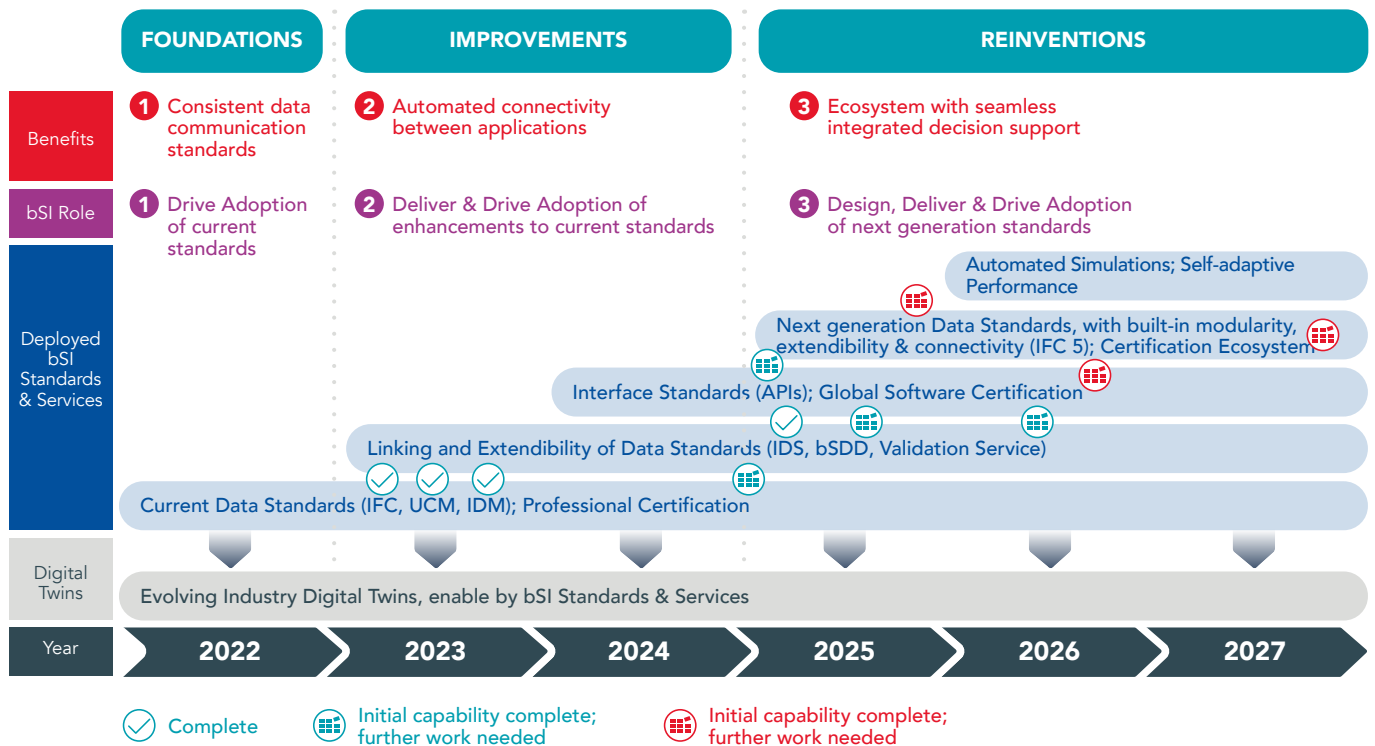 FOUNDATIONS
IMPROVEMENTS
REINVENTIONS
Benefits
1 Consistent data
communication
standards
2 Automated connectivity
between applications
3 Ecosystem with seamless
integrated decision support
bSI Role
1 Drive Adoption
of current
standards
2 Deliver & Drive Adoption of
enhancements to current standards
3 Design, Deliver & Drive Adoption
of next generation standards
Deployed
bSI
Standards
& Services
Automated Simulations; Self-adaptive
Performance
Next generation Data Standards, with built-in modularity,
extendibility & connectivity (IFC 5); Certification Ecosystem
Interface Standards (APIs); Global Software Certification
Linking and Extendibility of Data Standards (IDS, bSDD, Validation Service)
Current Data Standards (IFC, UCM, IDM); Professional Certification
Digital
Twins
Evolving Industry Digital Twins, enable by bSI Standards & Services
Year
2022
2023
2024
2025
2026
2027
Complete
Initial capability complete;
further work needed
Initial capability complete;
further work needed